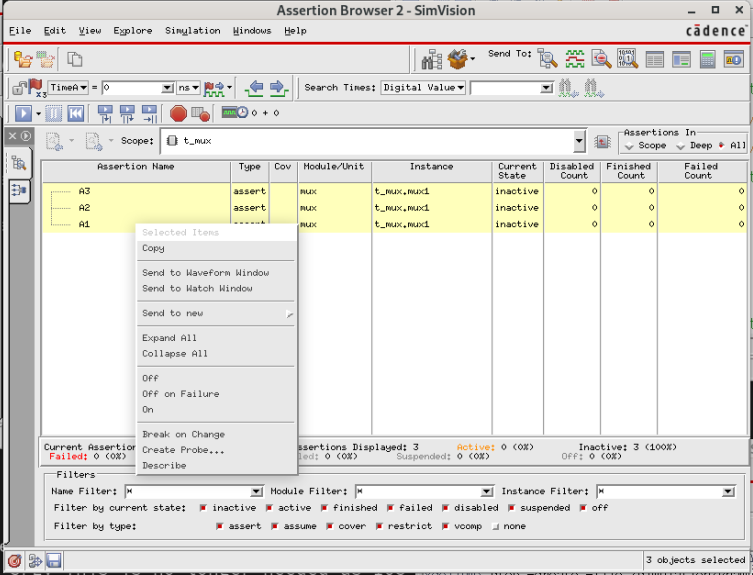 Assertion Browser 2 - SimVision
File Edit View Explore Simulation Windows Help
cādence
Send To:
x3 TimeA = 0 ns
Search Times: Digital Value
0 + 0
Scope: t_mux
Assertions In
Scope Deep All
Assertion Name Type Cov Module/Unit Instance Current State Disabled Count Finished Count Failed Count
A3 assert mux t_mux.mux1 inactive 0 0 0
A2 assert mux t_mux.mux1 inactive 0 0 0
A1 mux t_mux.mux1 inactive 0 0 0
Selected Items
Copy
Send to Waveform Window
Send to Watch Window
Send to new
Expand All
Collapse All
Off
Off on Failure
On
Break on Change
Create Probe...
Describe
Current Assertion ssertions Displayed: 3 Active: 0 (0%) Inactive: 3 (100%)
Failed: 0 (0%) led: 0 (0%) Suspended: 0 (0%) Off: 0 (0%)
Filters
Name Filter: * Module Filter: * Instance Filter: *
Filter by current state: inactive active finished failed disabled suspended off
Filter by type: assert assume cover restrict vcomp none
3 objects selected